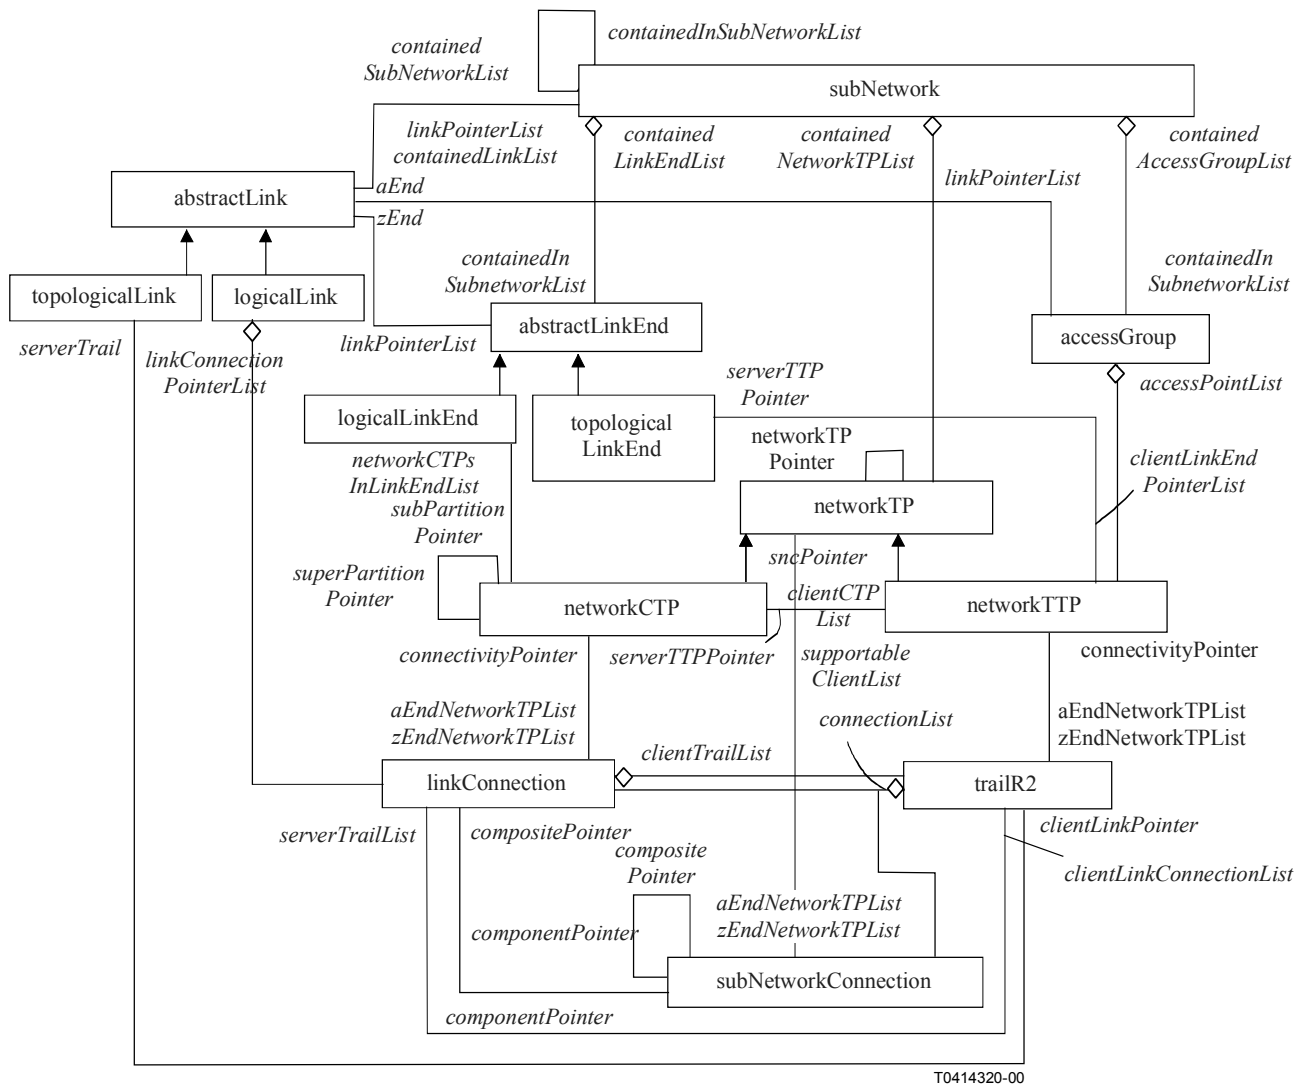 containedInSubNetworkList
contained
SubNetworkList
subNetwork
linkPointerList
containedLinkList
contained
LinkEndList
contained
NetworkTPList
contained
AccessGroupList
abstractLink
aEnd
zEnd
linkPointerList
topologicalLink
logicalLink
containedIn
SubnetworkList
containedIn
SubnetworkList
abstractLinkEnd
accessGroup
serverTrail
linkConnection
PointerList
linkPointerList
serverTTP
Pointer
accessPointList
logicalLinkEnd
topological
LinkEnd
networkTP
Pointer
clientLinkEnd
PointerList
networkCTPs
InLinkEndList
subPartition
Pointer
networkTP
sncPointer
superPartition
Pointer
networkCTP
clientCTP
List
networkTTP
connectivityPointer
serverTTPPointer
supportable
ClientList
connectivityPointer
aEndNetworkTPList
zEndNetworkTPList
connectionList
aEndNetworkTPList
zEndNetworkTPList
clientTrailList
linkConnection
trailR2
serverTrailList
compositePointer
clientLinkPointer
composite
Pointer
clientLinkConnectionList
aEndNetworkTPList
zEndNetworkTPList
componentPointer
subNetworkConnection
componentPointer
T0414320-00